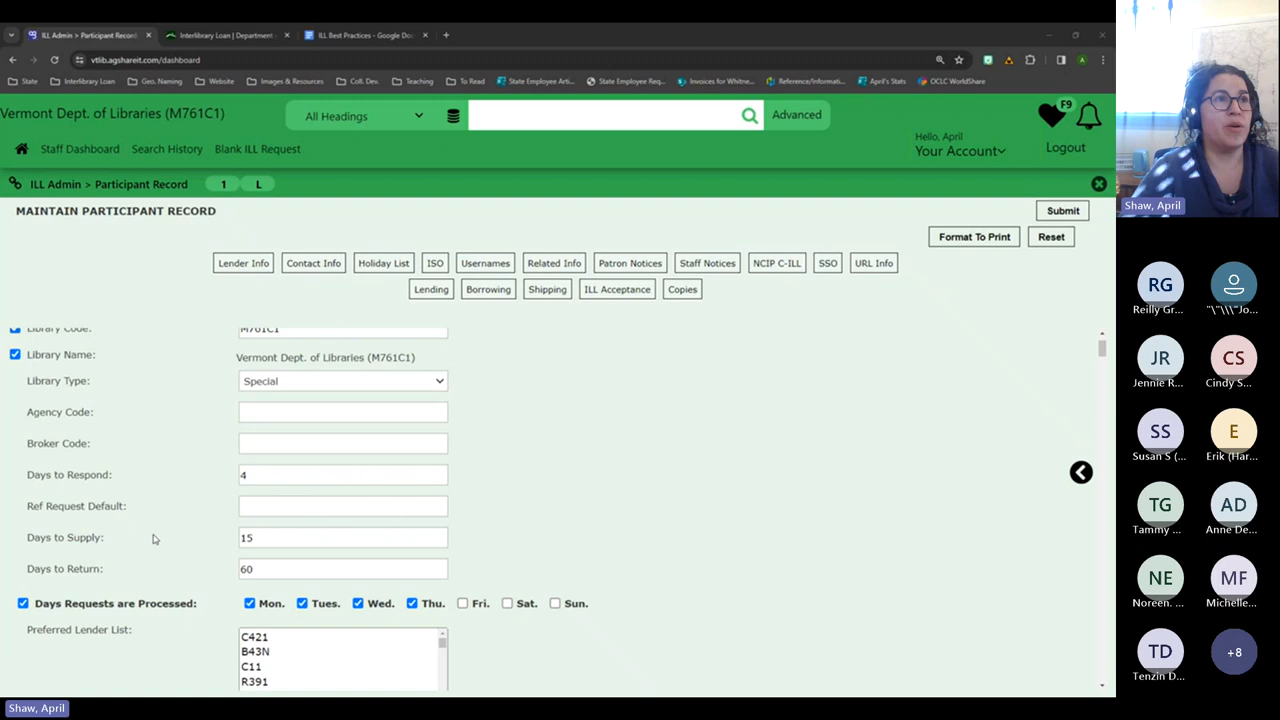 ILL Admin > Participant Record
Interlibrary Loan | Department
ILL Best Practices - Google Doc
vtlib.agshareit.com/dashboard
State
Interlibrary Loan
Geo. Naming
Website
Images & Resources
Coll. Dev.
Teaching
To Read
State Employee Arti...
State Employee Req...
Invoices for Whitne...
Reference/Informati...
April's Stats
OCLC WorldShare
Vermont Dept. of Libraries (M761C1)
All Headings
Advanced
F9
Hello, April
Your Account
Logout
Staff Dashboard
Search History
Blank ILL Request
ILL Admin > Participant Record
1
L
MAINTAIN PARTICIPANT RECORD
Submit
Format To Print
Reset
Lender Info
Contact Info
Holiday List
ISO
Usernames
Related Info
Patron Notices
Staff Notices
NCIP C-ILL
SSO
URL Info
Lending
Borrowing
Shipping
ILL Acceptance
Copies
Library Code: M761C1
Library Name: Vermont Dept. of Libraries (M761C1)
Library Type: Special
Agency Code:
Broker Code:
Days to Respond: 4
Ref Request Default:
Days to Supply: 15
Days to Return: 60
Days Requests are Processed: Mon. Tues. Wed. Thu. Fri. Sat. Sun.
Preferred Lender List:
C421
B43N
C11
R391
Shaw, April
Shaw, April
RG
Reilly Gr...
"\"\\\"Jo...
JR
Jennie R...
CS
Cindy S...
SS
Susan S (...
E
Erik (Har...
TG
Tammy ...
AD
Anne De...
NE
Noreen. ...
MF
Michelle...
TD
Tenzin D...
+8